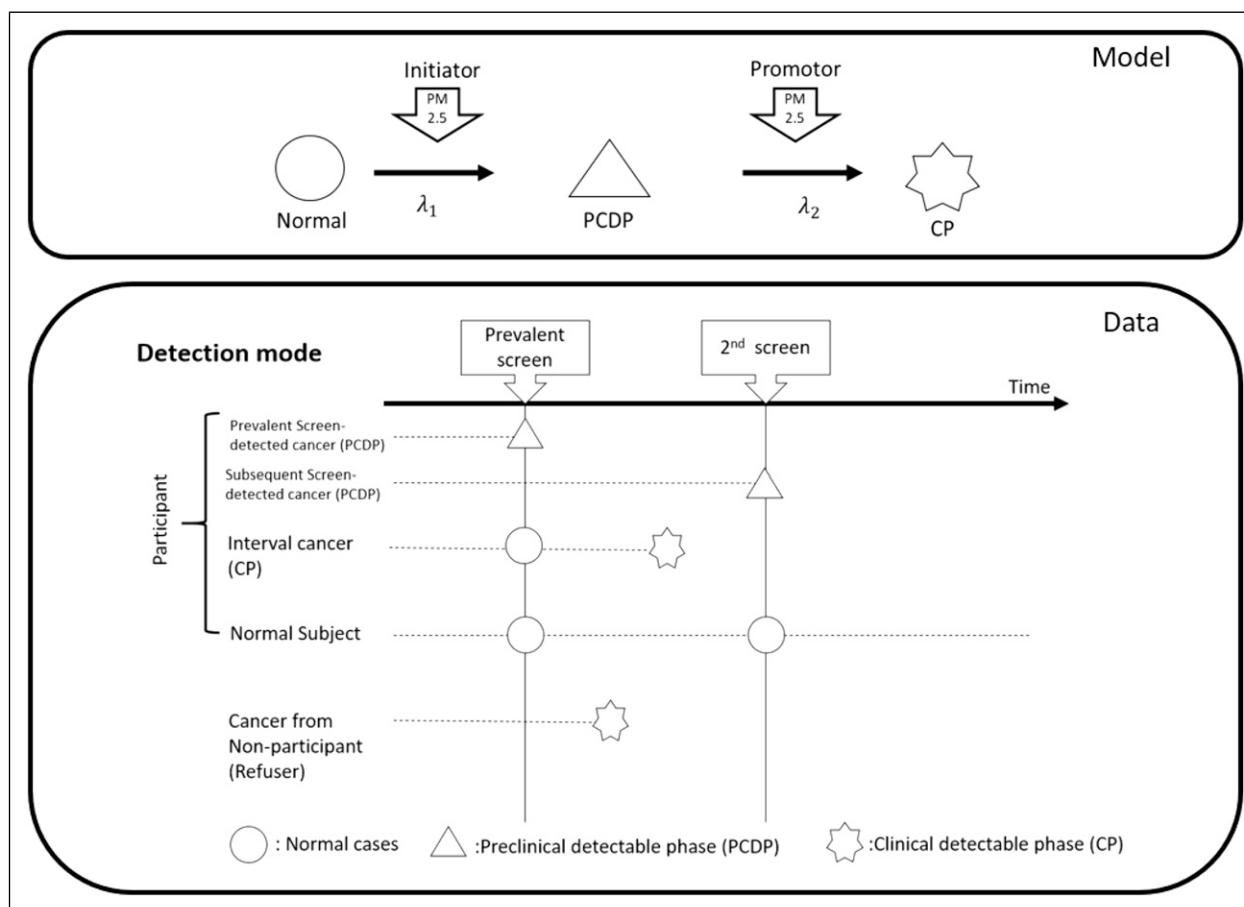 Model
Initiator
Promotor
PM
2.5
PM
2.5
λ1
λ2
Normal
PCDP
CP
Data
Detection mode
Prevalent
screen
2nd screen
Time
Participant
Prevalent Screen-
detected cancer (PCDP)
Subsequent Screen-
detected cancer (PCDP)
Interval cancer
(CP)
Normal Subject
Cancer from
Non-participant
(Refuser)
: Normal cases
:Preclinical detectable phase (PCDP)
:Clinical detectable phase (CP)